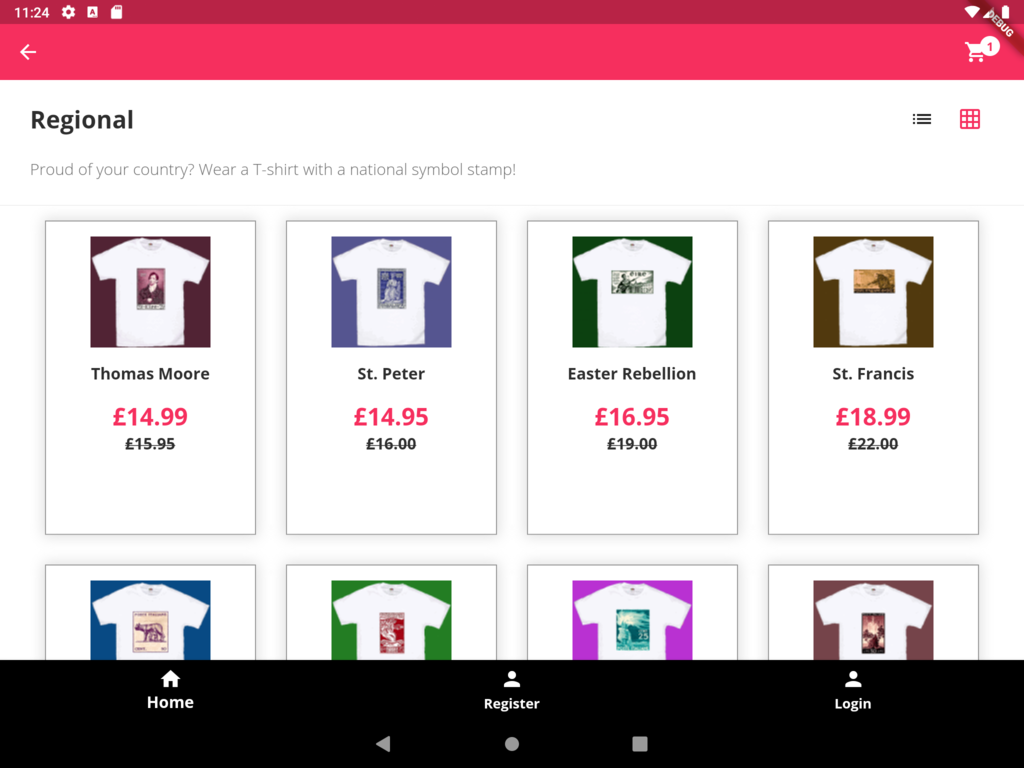 11:24
DEBUG
1
Regional
Proud of your country? Wear a T-shirt with a national symbol stamp!
Thomas Moore
£14.99
£15.95
St. Peter
£14.95
£16.00
Easter Rebellion
£16.95
£19.00
St. Francis
£18.99
£22.00
Home
Register
Login